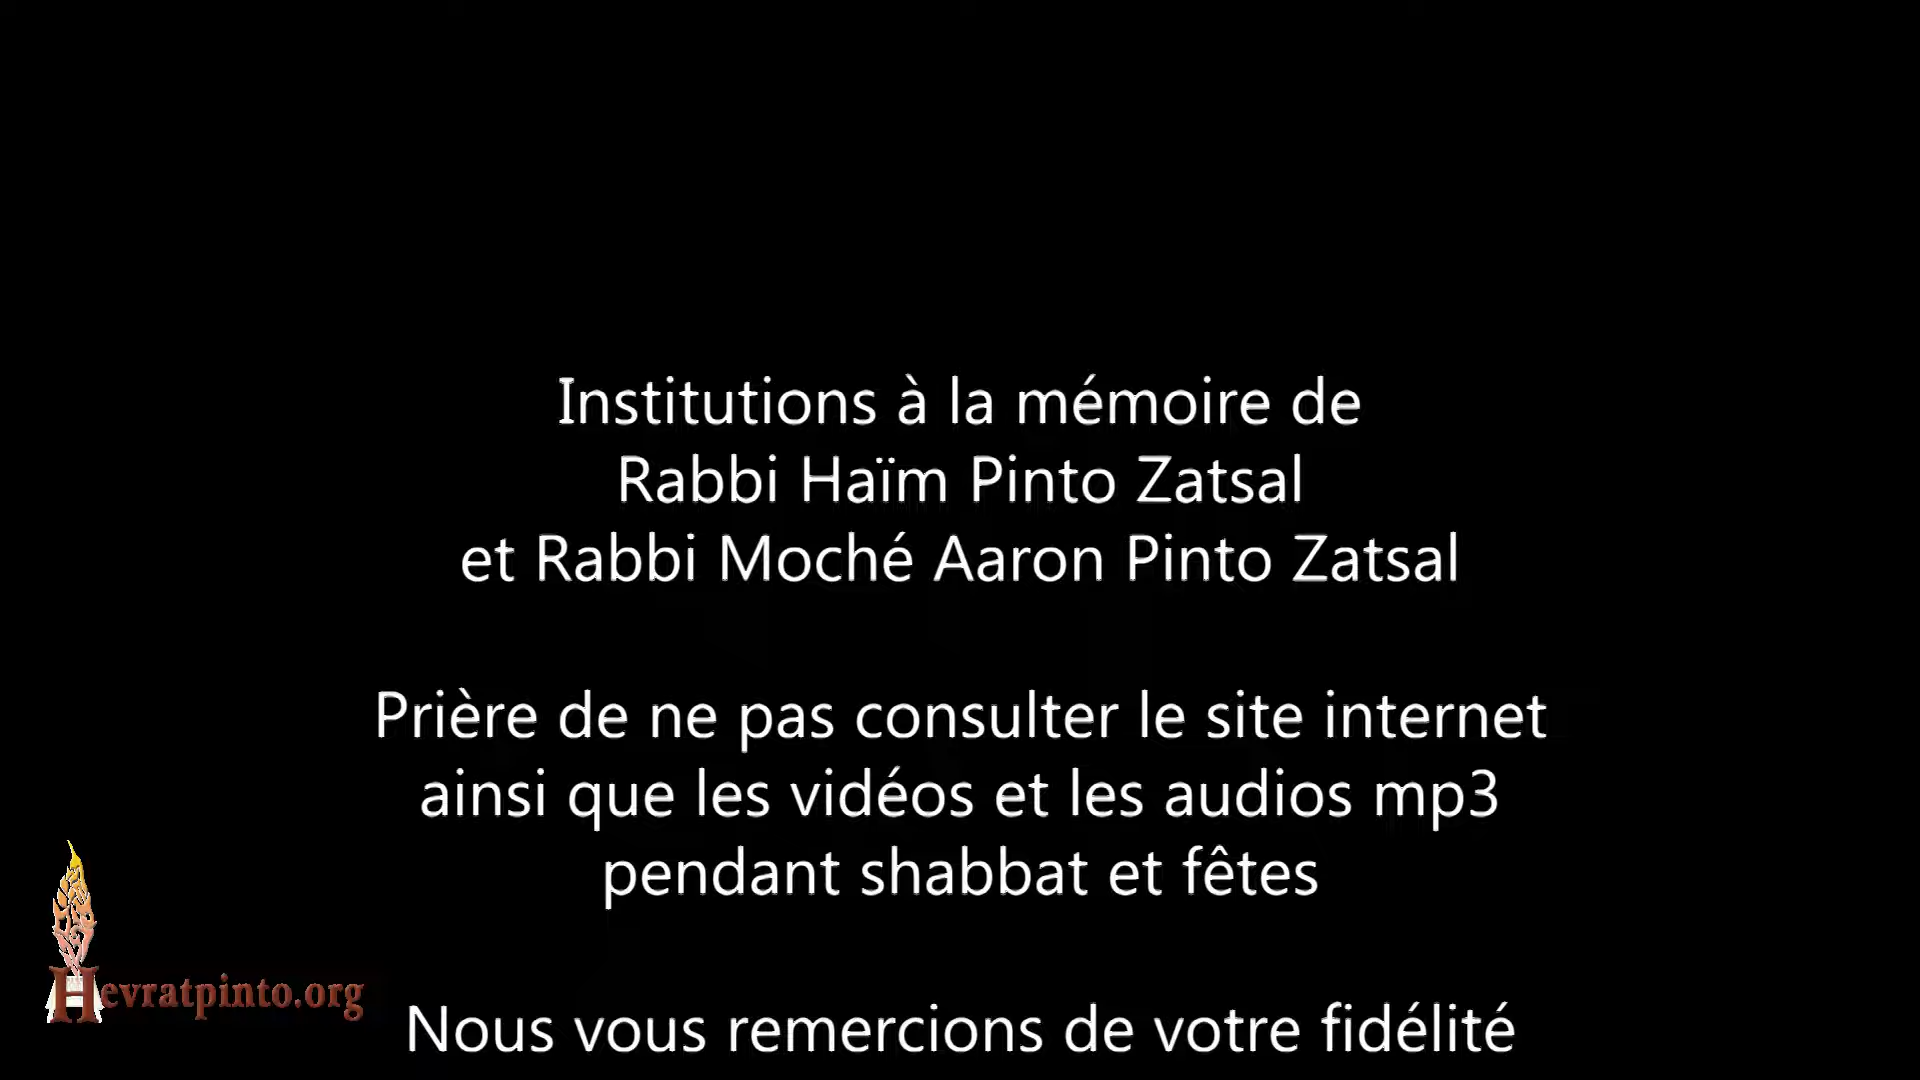 Institutions à la mémoire de
Rabbi Haïm Pinto Zatsal
et Rabbi Moché Aaron Pinto Zatsal
Prière de ne pas consulter le site internet
ainsi que les vidéos et les audios mp3
pendant shabbat et fêtes
Hevratpinto.org
Nous vous remercions de votre fidélité